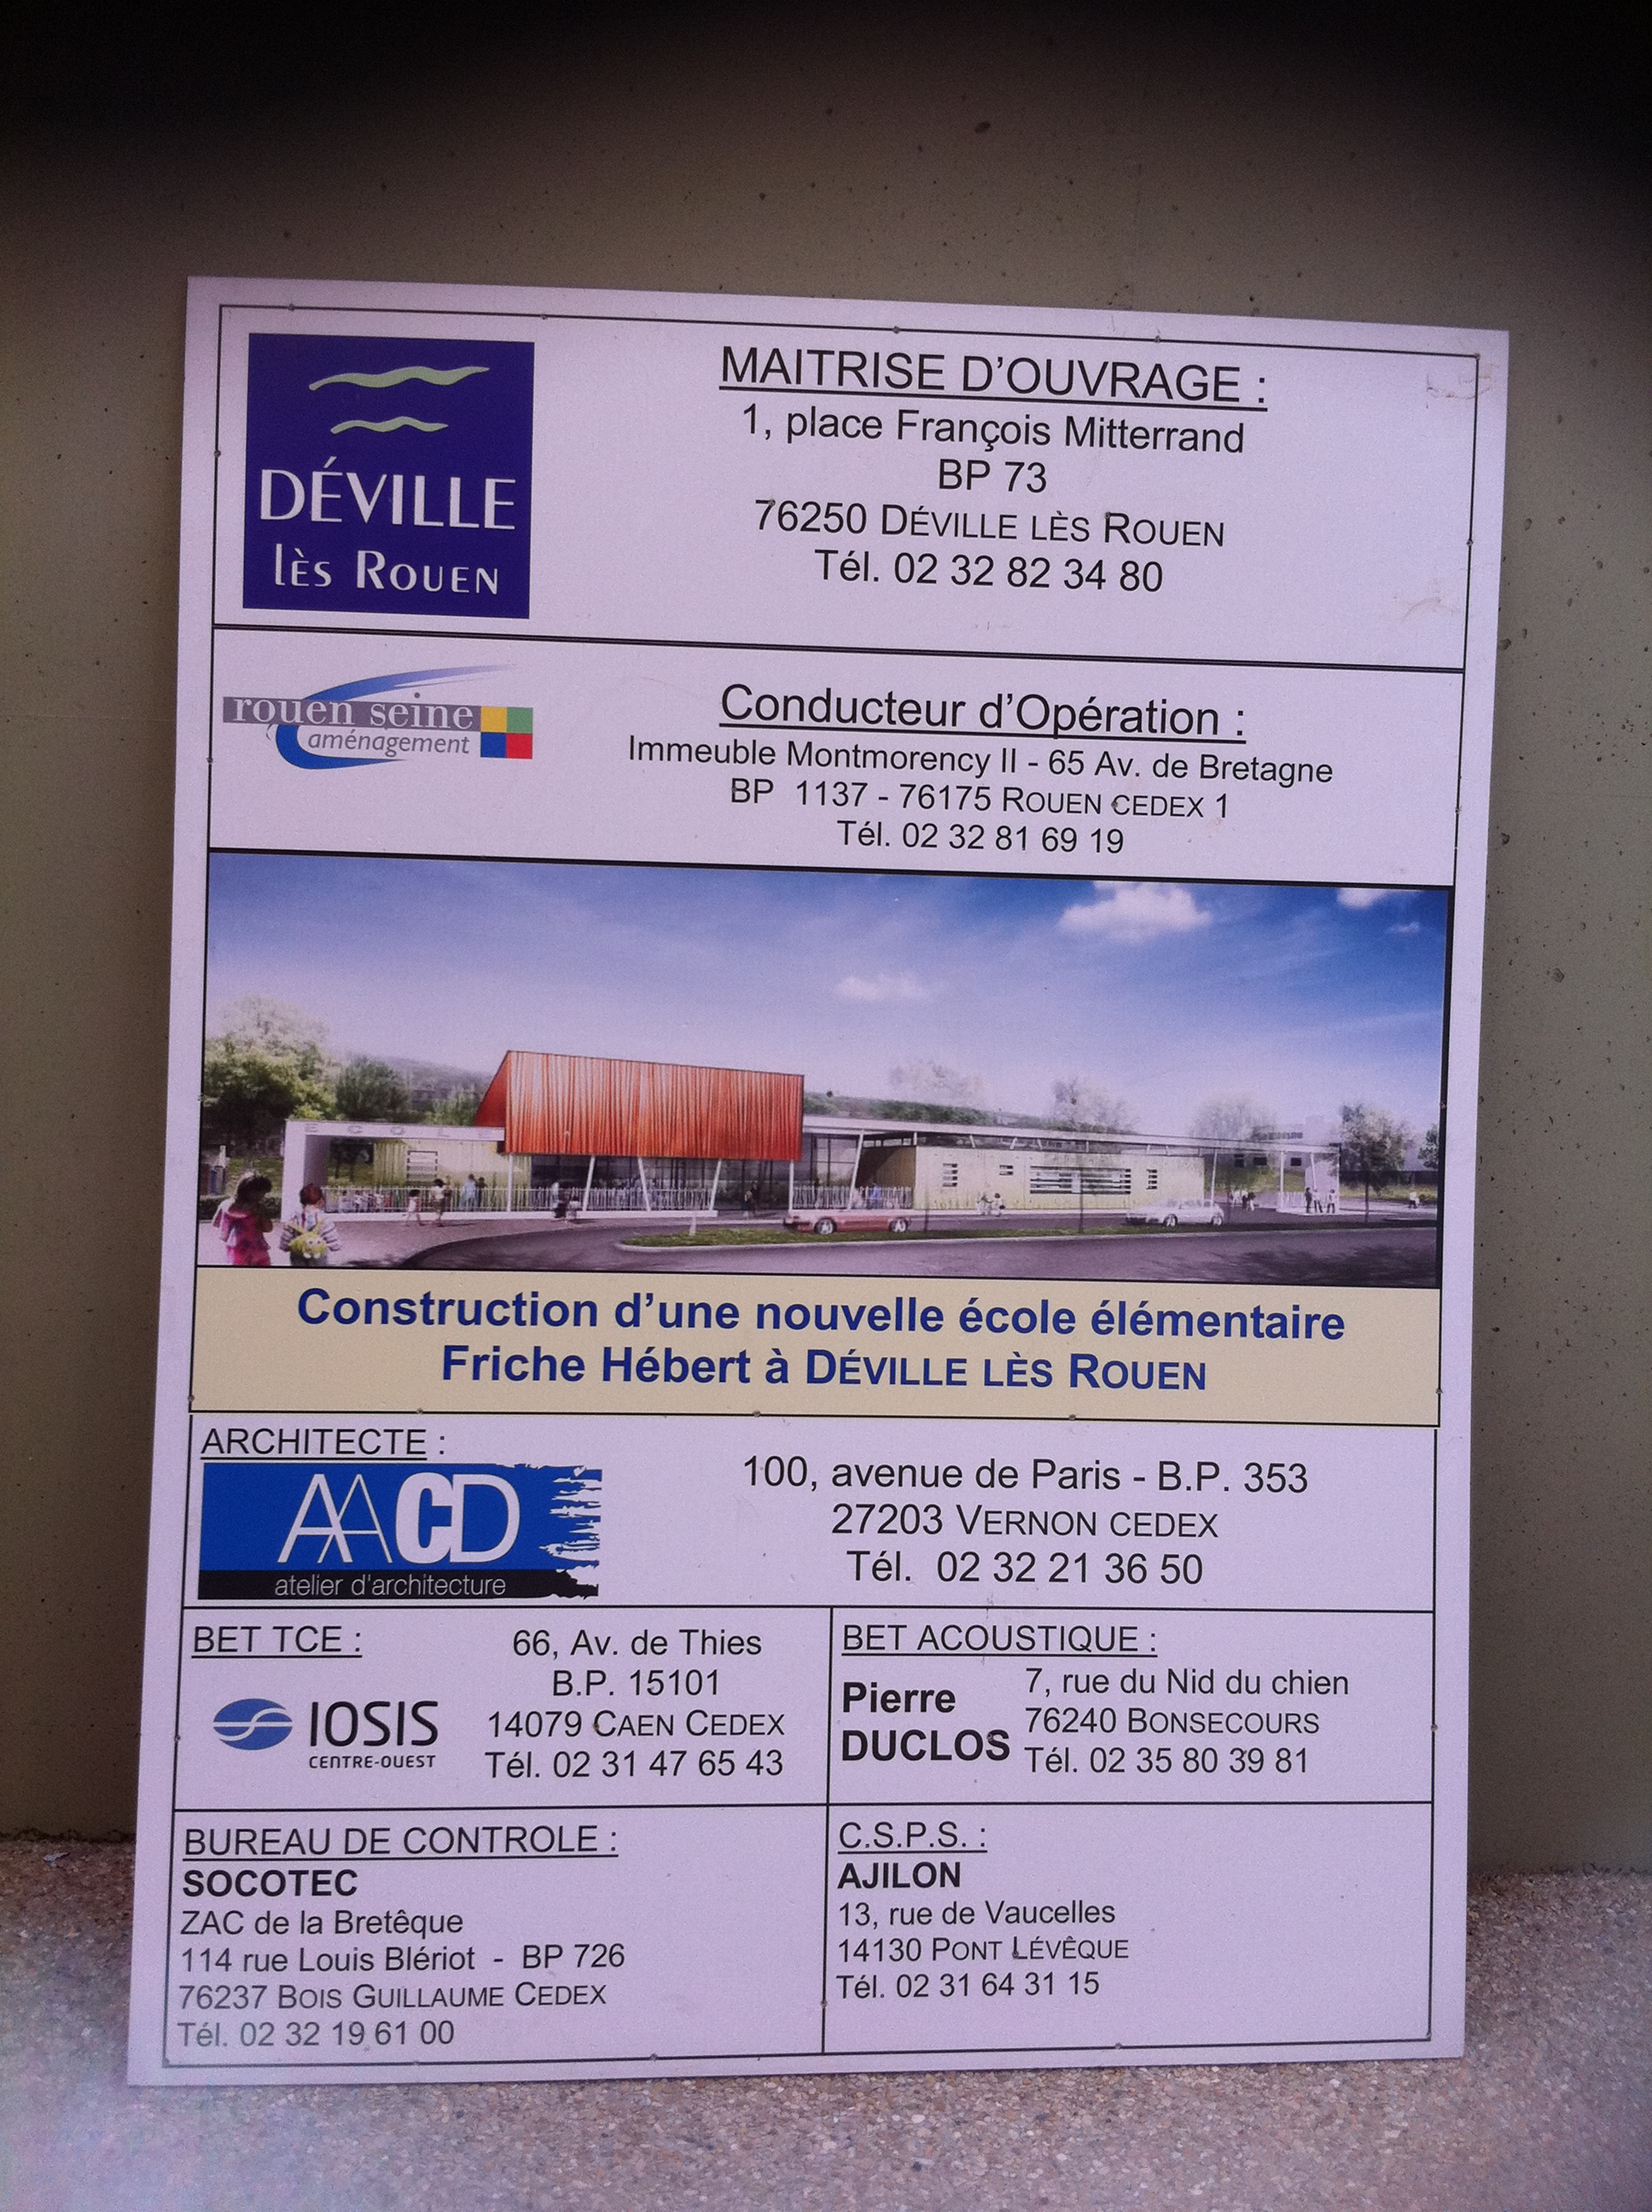 DÉVILLE
lès ROUEN
MAITRISE D'OUVRAGE :
1, place François Mitterrand
BP 73
76250 DÉVILLE LÈS ROUEN
Tél. 02 32 82 34 80
rouen seine
aménagement
Conducteur d'Opération :
Immeuble Montmorency II - 65 Av. de Bretagne
BP 1137 - 76175 ROUEN CEDEX 1
Tél. 02 32 81 69 19
ECOLE
Construction d'une nouvelle école élémentaire
Friche Hébert à DÉVILLE LÈS ROUEN
ARCHITECTE :
AACD
atelier d'architecture
100, avenue de Paris - B.P. 353
27203 VERNON CEDEX
Tél. 02 32 21 36 50
BET TCE :
IOSIS
CENTRE-OUEST
66, Av. de Thies
B.P. 15101
14079 CAEN CEDEX
Tél. 02 31 47 65 43
BET ACOUSTIQUE :
Pierre
DUCLOS
7, rue du Nid du chien
76240 BONSECOURS
Tél. 02 35 80 39 81
BUREAU DE CONTROLE :
SOCOTEC
ZAC de la Bretêque
114 rue Louis Blériot - BP 726
76237 BOIS GUILLAUME CEDEX
Tél. 02 32 19 61 00
C.S.P.S. :
AJILON
13, rue de Vaucelles
14130 PONT LÉVÊQUE
Tél. 02 31 64 31 15